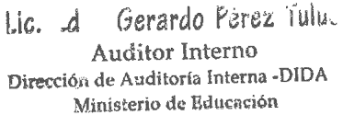 Lic. Gerardo Pérez
Auditor Interno
Dirección de Auditoría Interna -DIDA
Ministerio de Educación